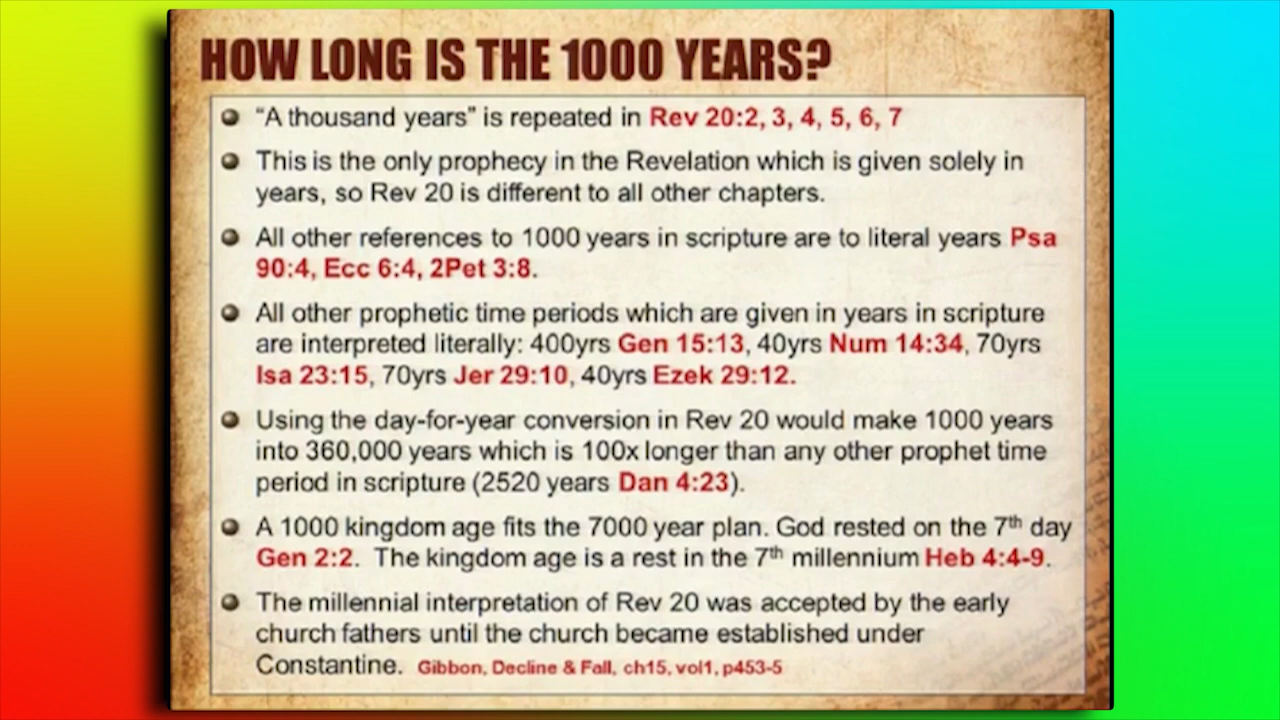 HOW LONG IS THE 1000 YEARS?
“A thousand years” is repeated in Rev 20:2, 3, 4, 5, 6, 7
This is the only prophecy in the Revelation which is given solely in
years, so Rev 20 is different to all other chapters.
All other references to 1000 years in scripture are to literal years Psa
90:4, Ecc 6:4, 2Pet 3:8.
All other prophetic time periods which are given in years in scripture
are interpreted literally: 400yrs Gen 15:13, 40yrs Num 14:34, 70yrs
Isa 23:15, 70yrs Jer 29:10, 40yrs Ezek 29:12.
Using the day-for-year conversion in Rev 20 would make 1000 years
into 360,000 years which is 100x longer than any other prophet time
period in scripture (2520 years Dan 4:23).
A 1000 kingdom age fits the 7000 year plan. God rested on the 7th day
Gen 2:2. The kingdom age is a rest in the 7th millennium Heb 4:4-9.
The millennial interpretation of Rev 20 was accepted by the early
church fathers until the church became established under
Constantine. Gibbon, Decline & Fall, ch15, vol1, p453-5